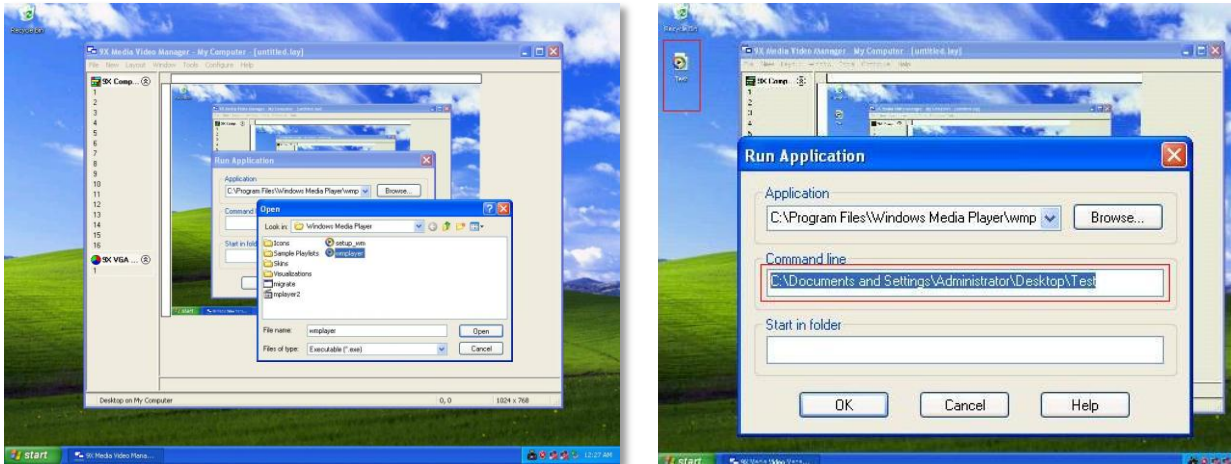 Recycle Bin
9X Media Video Manager - My Computer - [untitled.lay]
File View Layout Window Tools Configure Help
9X Comp...
1
2
3
4
5
6
7
8
9
10
11
12
13
14
15
16
9X VGA ...
1
Run Application
Application
C:\Program Files\Windows Media Player\wmp
Browse...
Command l
Start in fold
Open
Look in:
Windows Media Player
Icons
Sample Playlists
Skins
Visualizations
migrate
mplayer2
setup_wm
wmplayer
File name:
wmplayer
Open
Files of type:
Executable (*.exe)
Cancel
Desktop on My Computer
0, 0
1024 x 768
start
9X Media Video Mana...
12:27 AM
Recycle Bin
Test
9X Media Video Manager - My Computer - [untitled.lay]
9X Comp...
1
2
3
4
Run Application
Application
C:\Program Files\Windows Media Player\wmp
Browse...
Command line
C:\Documents and Settings\Administrator\Desktop\Test
Start in folder
OK
Cancel
Help
start
9X Media Video Mana...